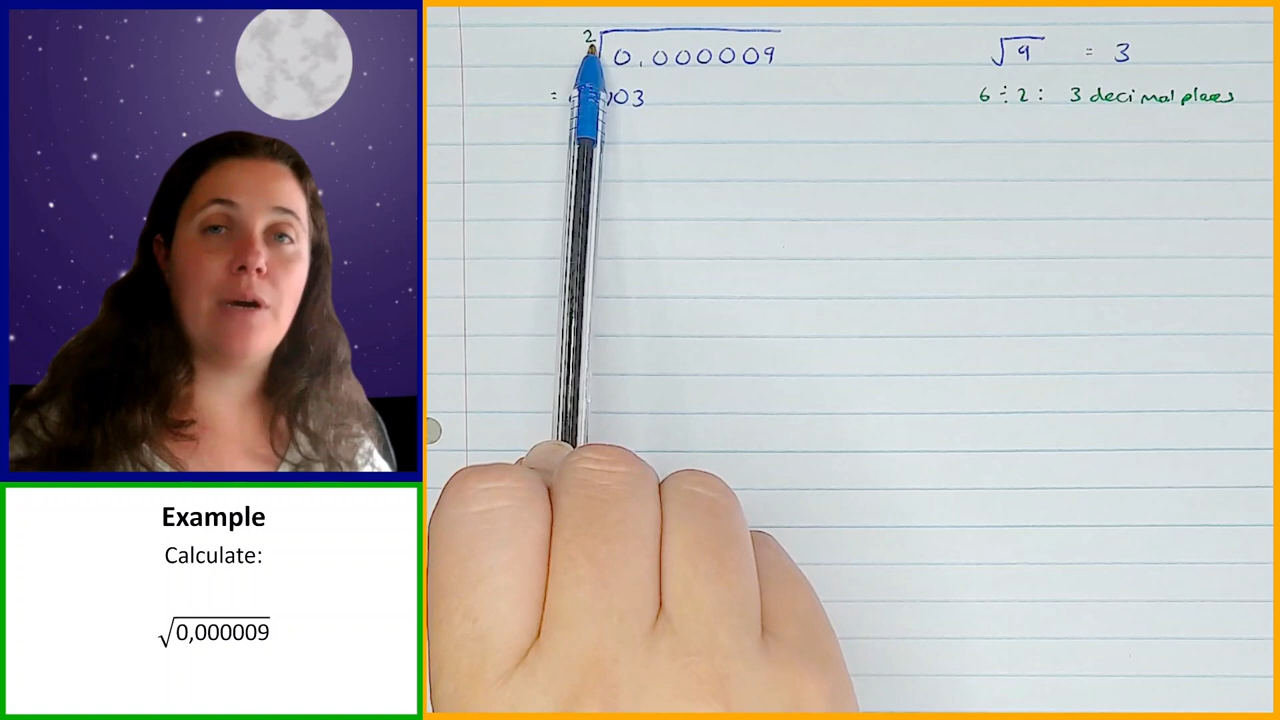 Example
Calculate:
√0,000009
2√0,000009
= ,03
√9 = 3
6 ÷ 2 : 3 decimal places